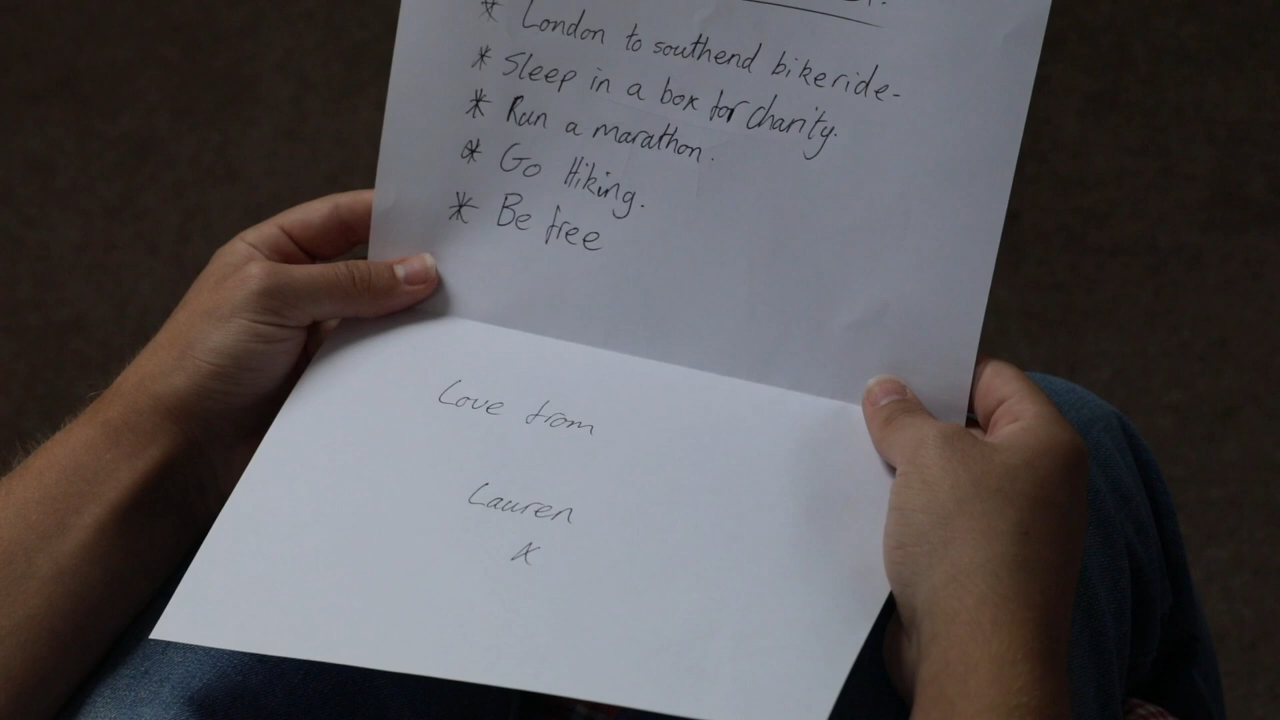 * London to southend bikeride-
* Sleep in a box for charity.
* Run a marathon.
* Go Hiking.
* Be free
Love from
Lauren
x